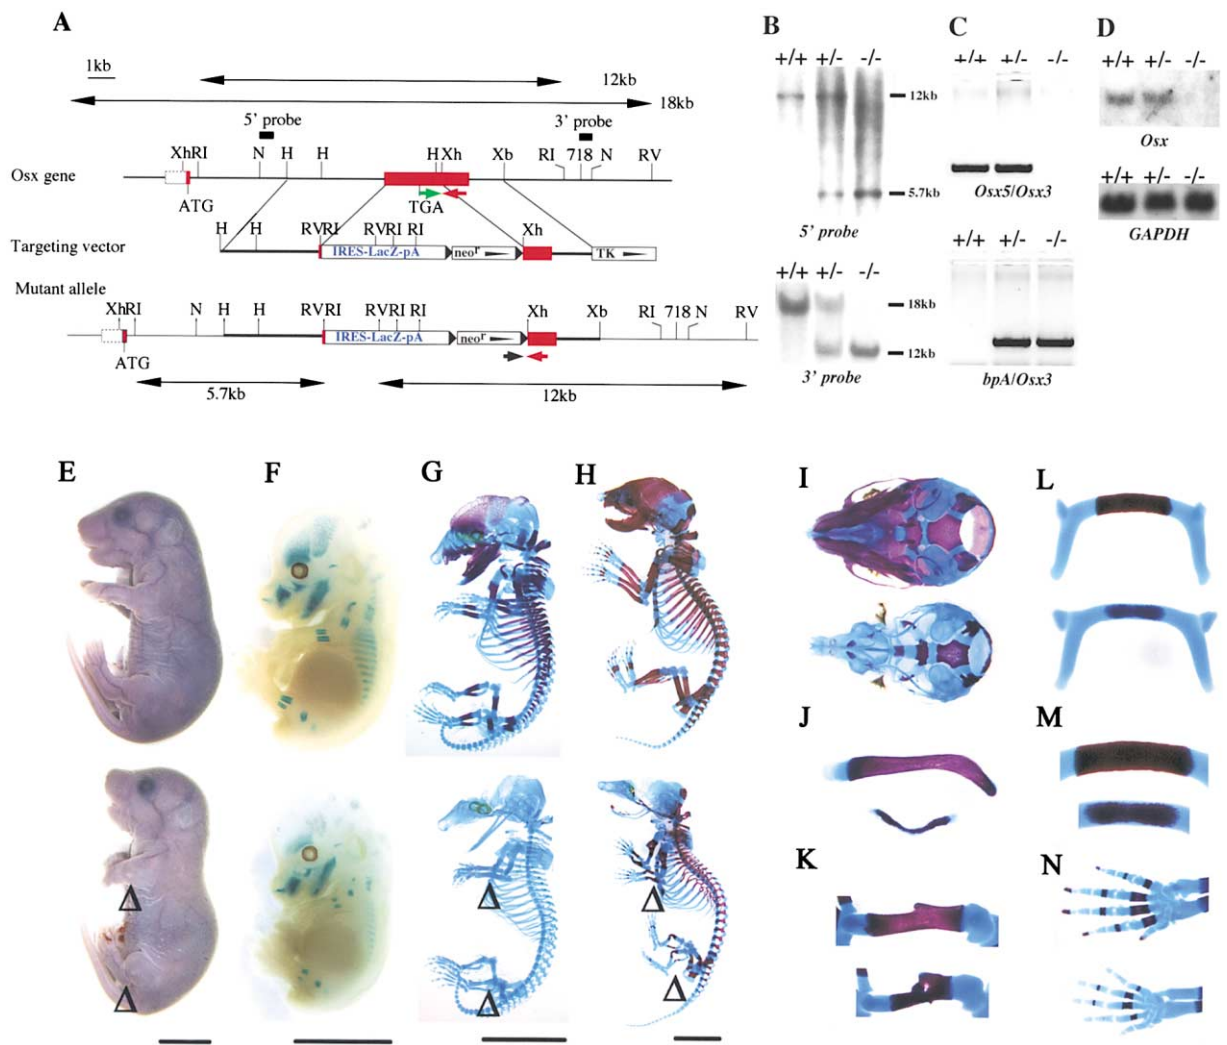 A
1kb
12kb
18kb
5' probe
3' probe
XhRI N H H HXh Xb RI 718 N RV
Osx gene
ATG
TGA
H H RVRI RVRI RI Xh
Targeting vector
IRES-LacZ-pA neor TK
Mutant allele
XhRI N H H RVRI RVRI RI Xh Xb RI 718 N RV
IRES-LacZ-pA neor
ATG
5.7kb
12kb
B
+/+ +/- -/-
12kb
5.7kb
5' probe
+/+ +/- -/-
18kb
12kb
3' probe
C
+/+ +/- -/-
Osx5/Osx3
+/+ +/- -/-
bpA/Osx3
D
+/+ +/- -/-
Osx
+/+ +/- -/-
GAPDH
E
F
G
H
I
J
K
L
M
N